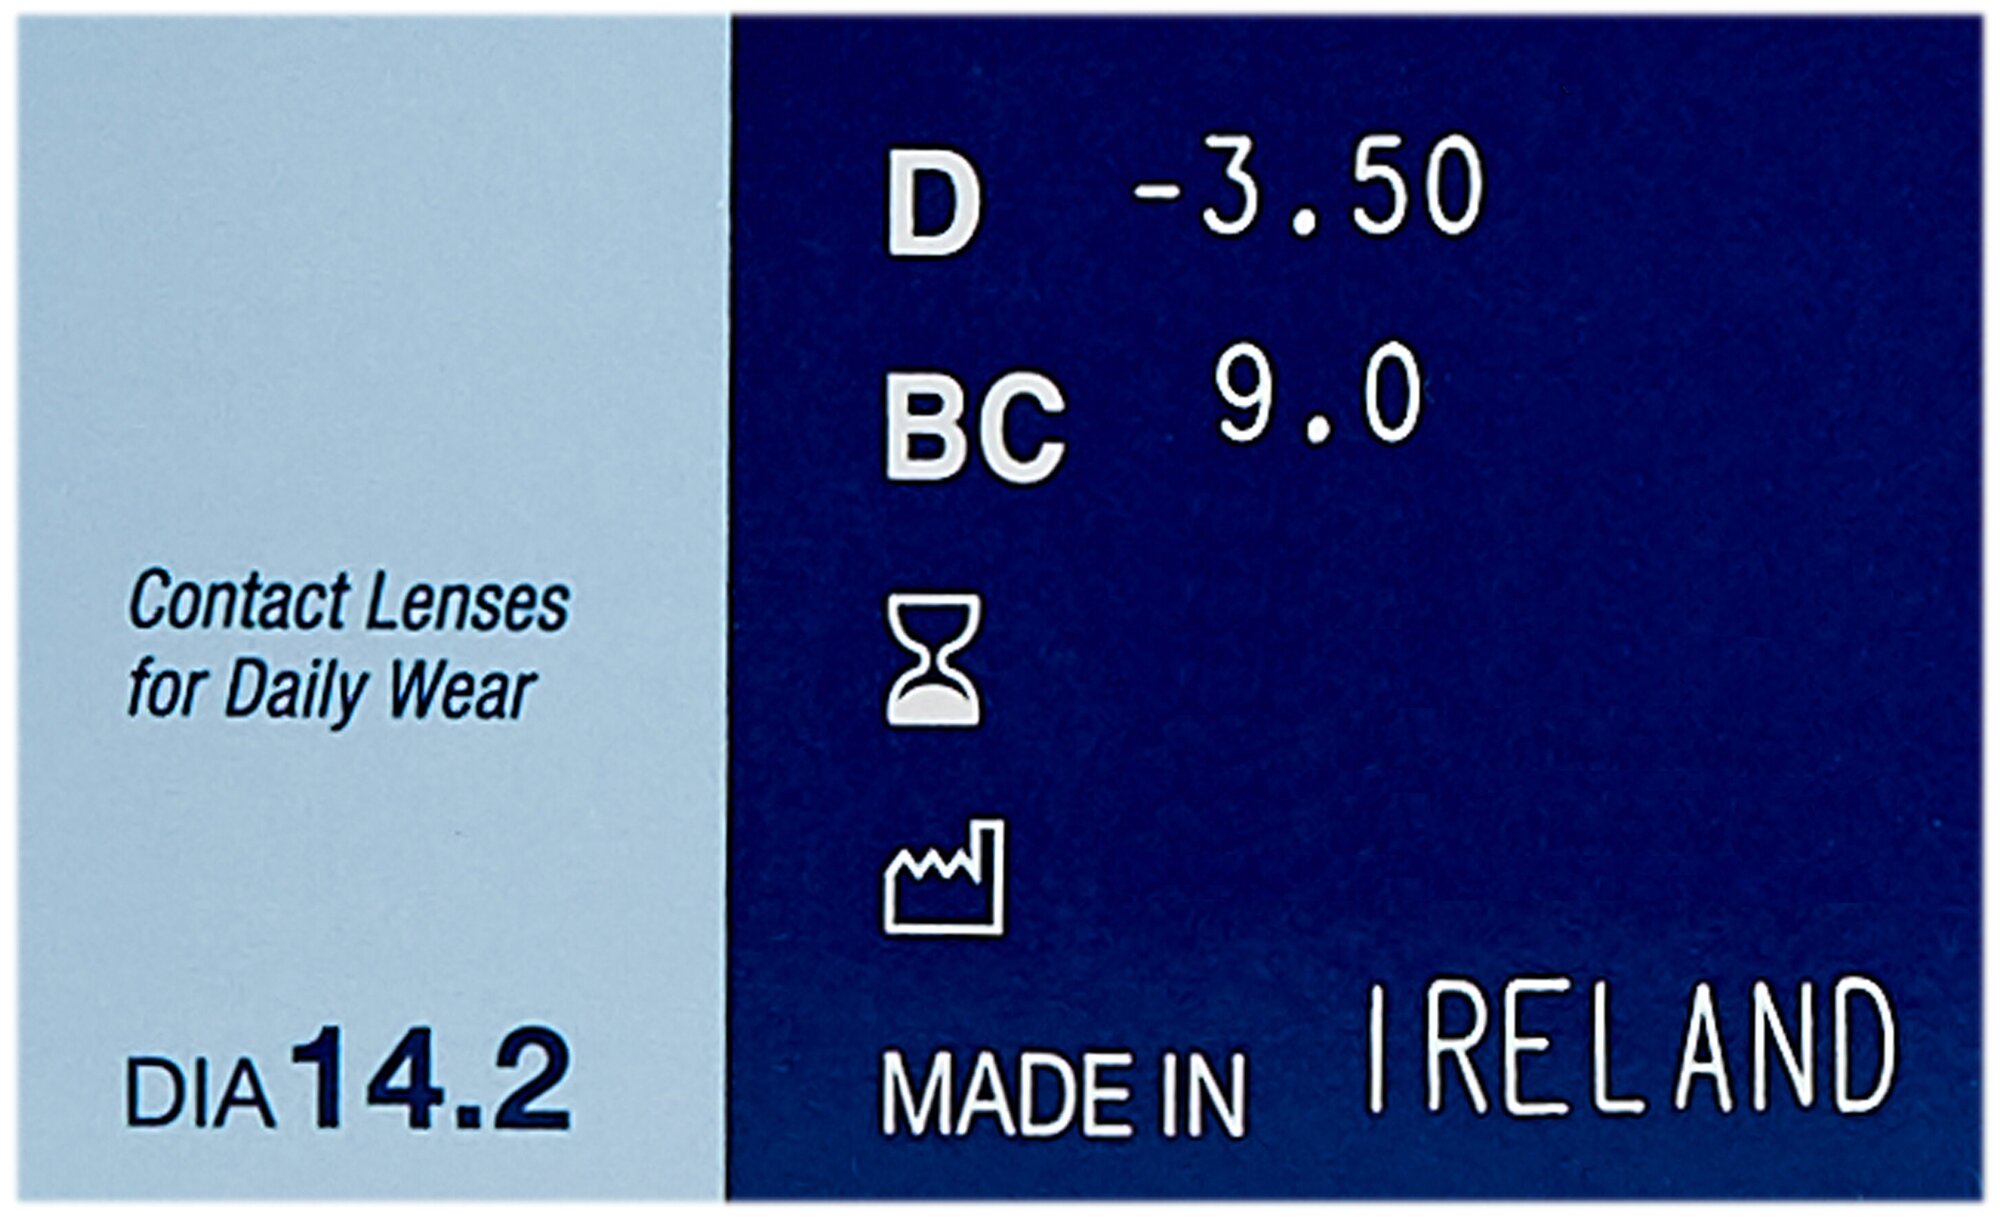 Contact Lenses
for Daily Wear
DIA 14.2
D -3.50
BC 9.0
MADE IN IRELAND